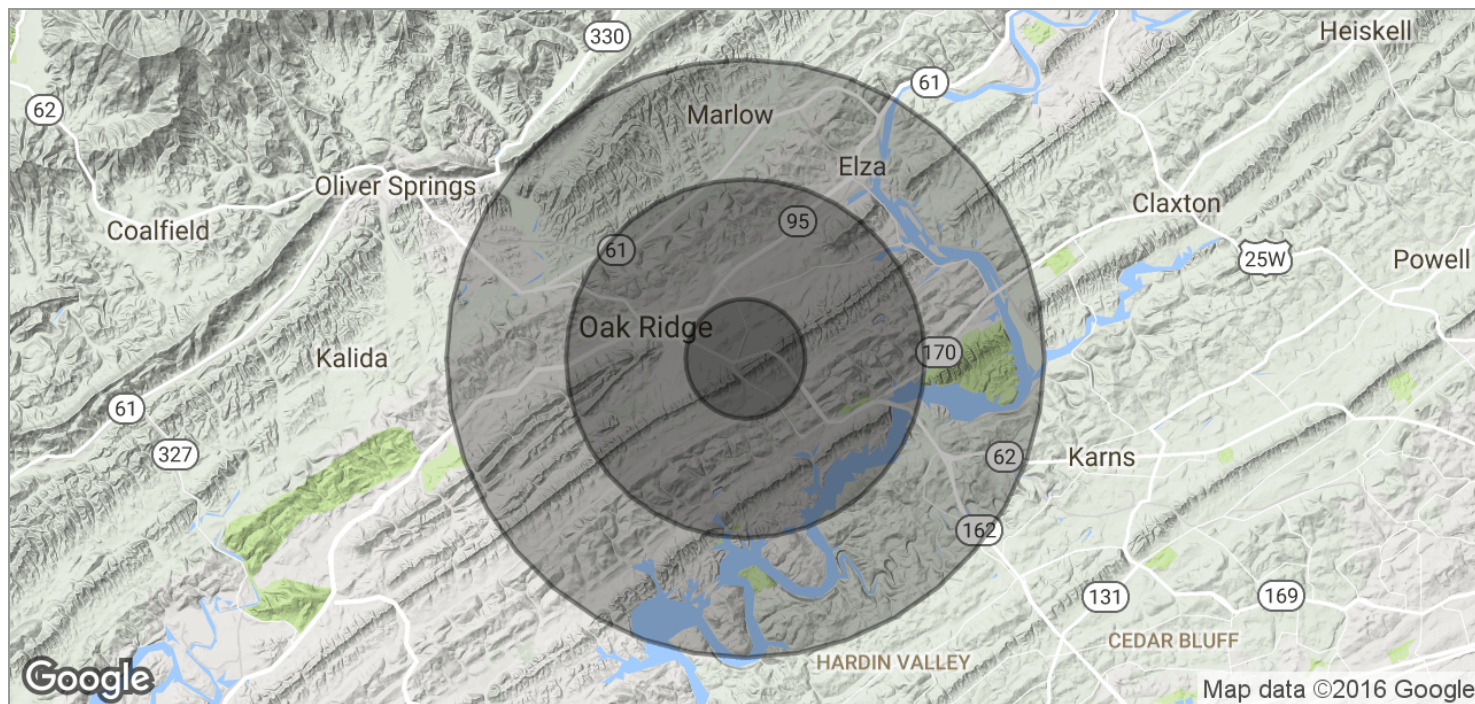 330
Heiskell
62
61
Marlow
Elza
Oliver Springs
Claxton
95
Coalfield
61
25W
Powell
Oak Ridge
170
Kalida
61
327
62
Karns
162
131
169
CEDAR BLUFF
HARDIN VALLEY
Google
Map data ©2016 Google